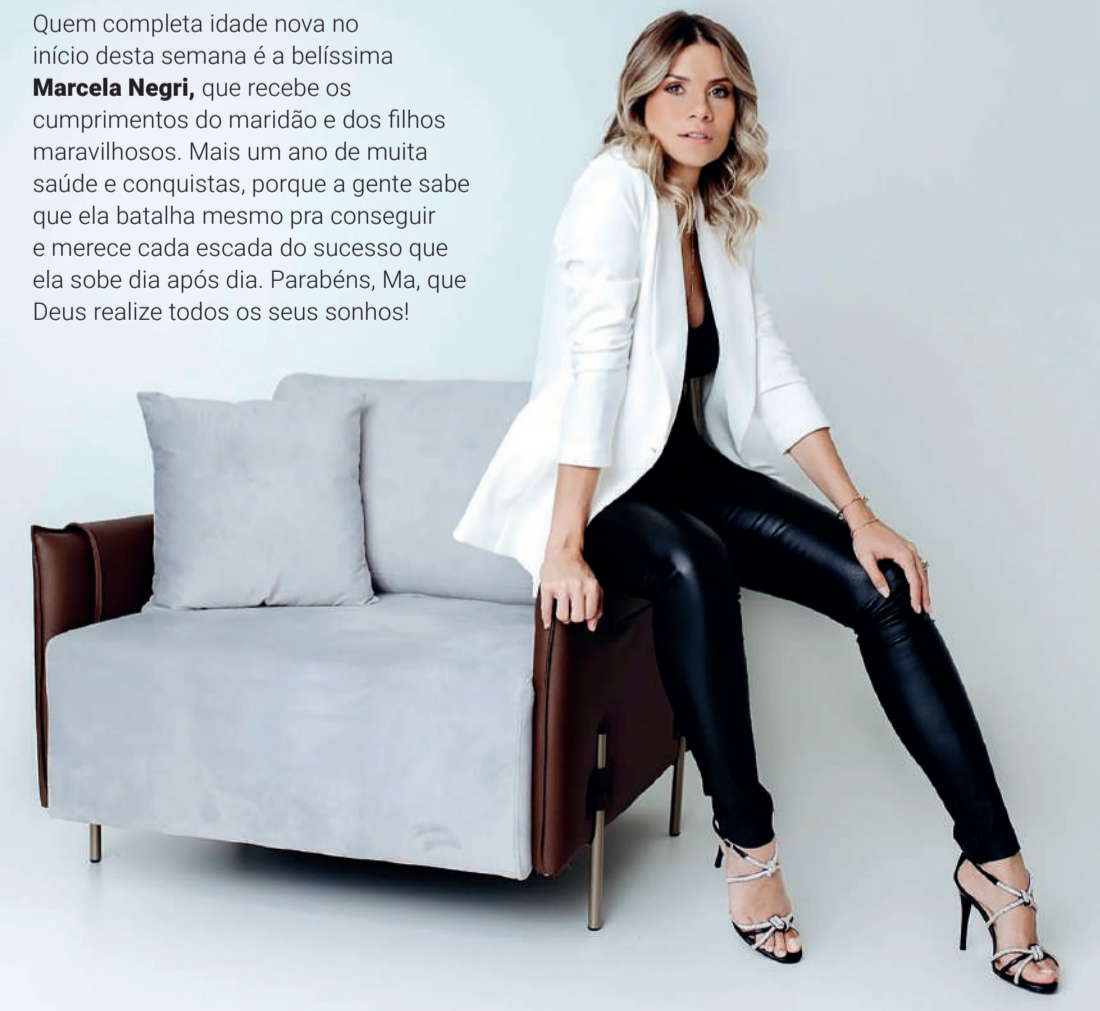 Quem completa idade nova no
início desta semana é a belíssima
Marcela Negri, que recebe os
cumprimentos do maridão e dos filhos
maravilhosos. Mais um ano de muita
saúde e conquistas, porque a gente sabe
que ela batalha mesmo pra conseguir
e merece cada escada do sucesso que
ela sobe dia após dia. Parabéns, Ma, que
Deus realize todos os seus sonhos!